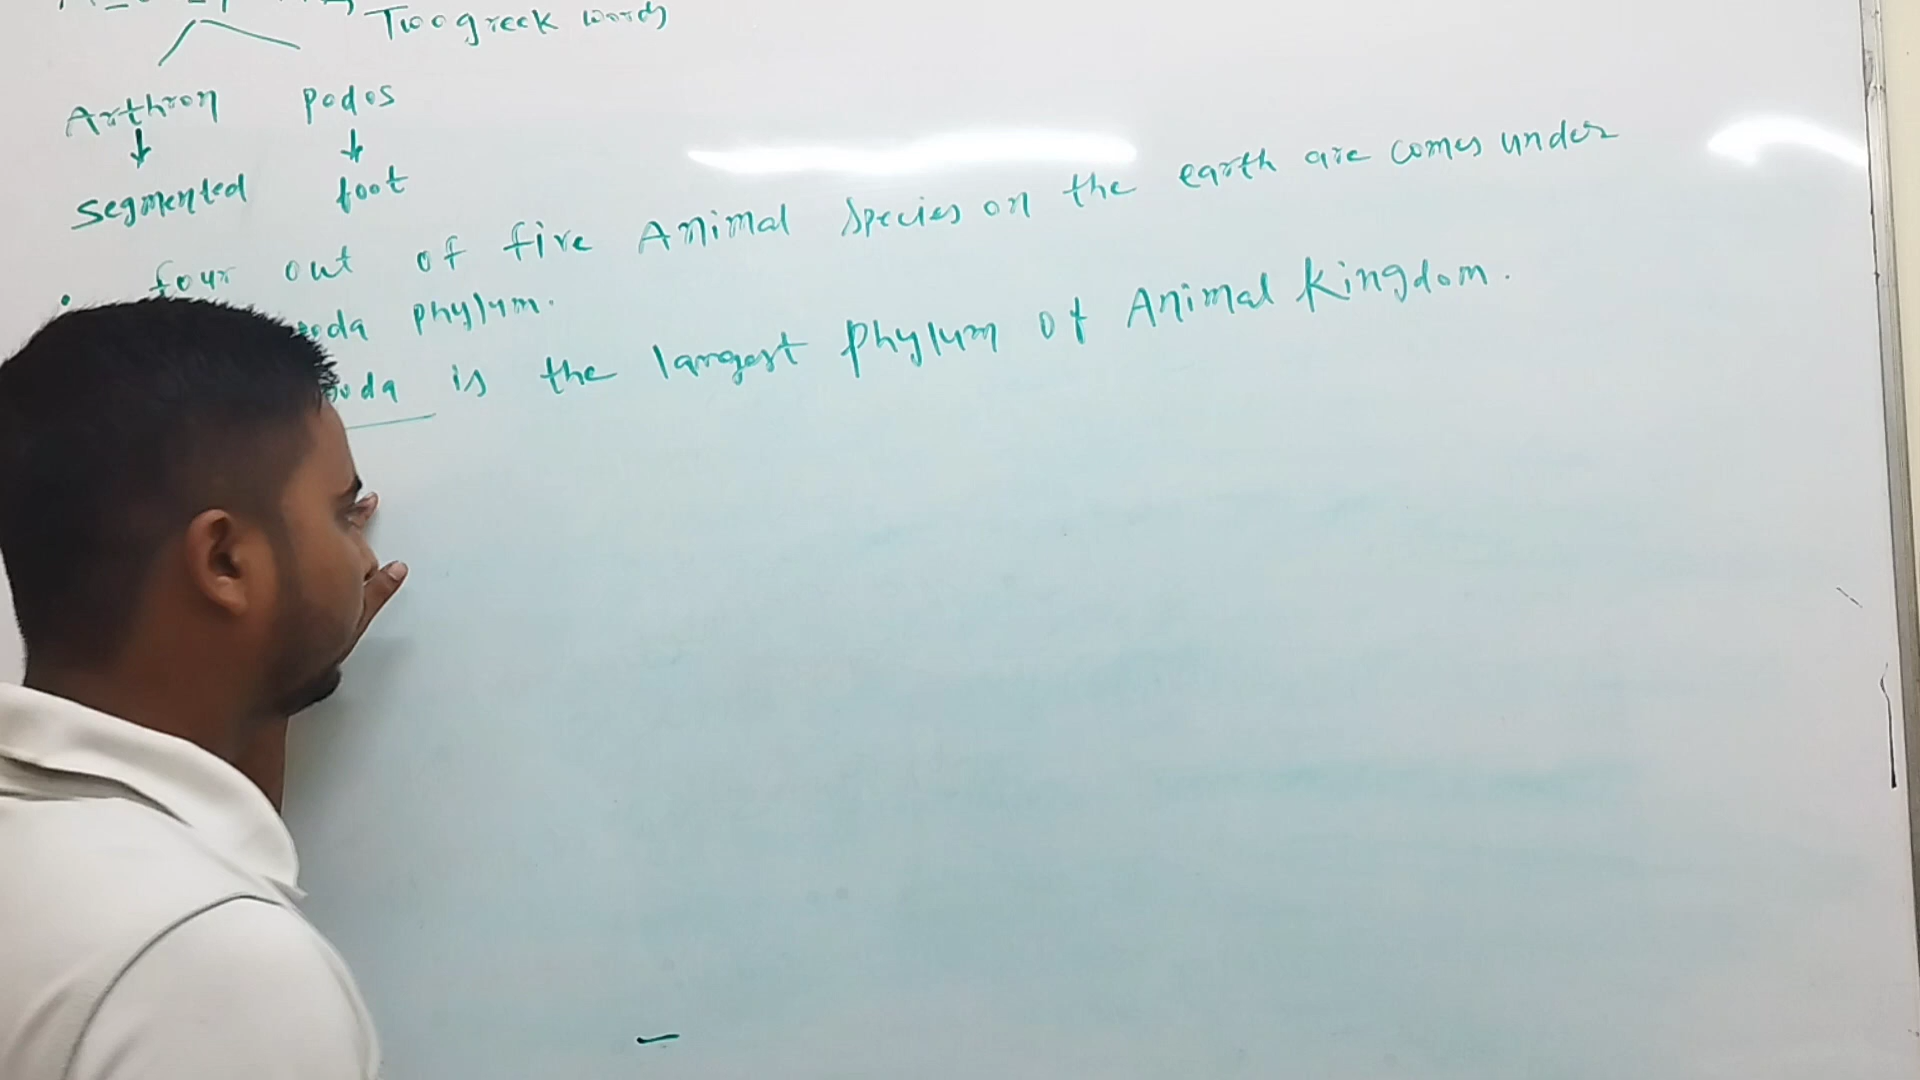 Two greek words
Arthron podos
segmented foot
four out of five Animal species on the earth are comes under
oda phylum.
oda is the largest phylum of Animal kingdom.